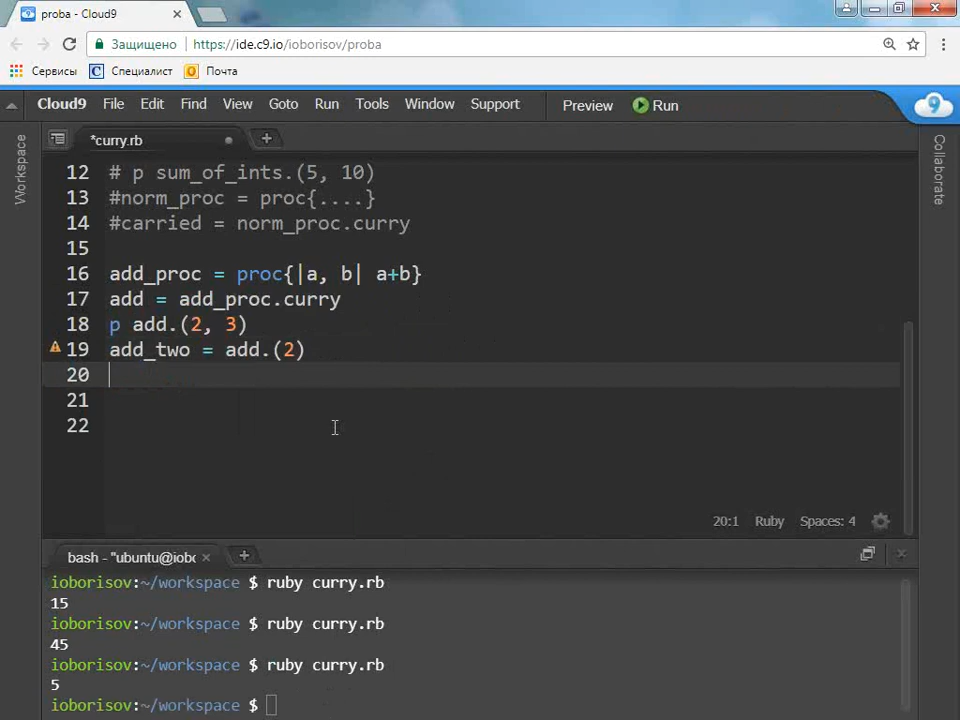 proba - Cloud9
Защищено https://ide.c9.io/ioborisov/proba
Сервисы Специалист Почта
Cloud9 File Edit Find View Goto Run Tools Window Support Preview Run
*curry.rb
Workspace
Collaborate
12 # p sum_of_ints.(5, 10)
13 #norm_proc = proc{....}
14 #carried = norm_proc.curry
15
16 add_proc = proc{|a, b| a+b}
17 add = add_proc.curry
18 p add.(2, 3)
19 add_two = add.(2)
20
21
22
20:1 Ruby Spaces: 4
bash - "ubuntu@iobo
ioborisov:~/workspace $ ruby curry.rb
15
ioborisov:~/workspace $ ruby curry.rb
45
ioborisov:~/workspace $ ruby curry.rb
5
ioborisov:~/workspace $